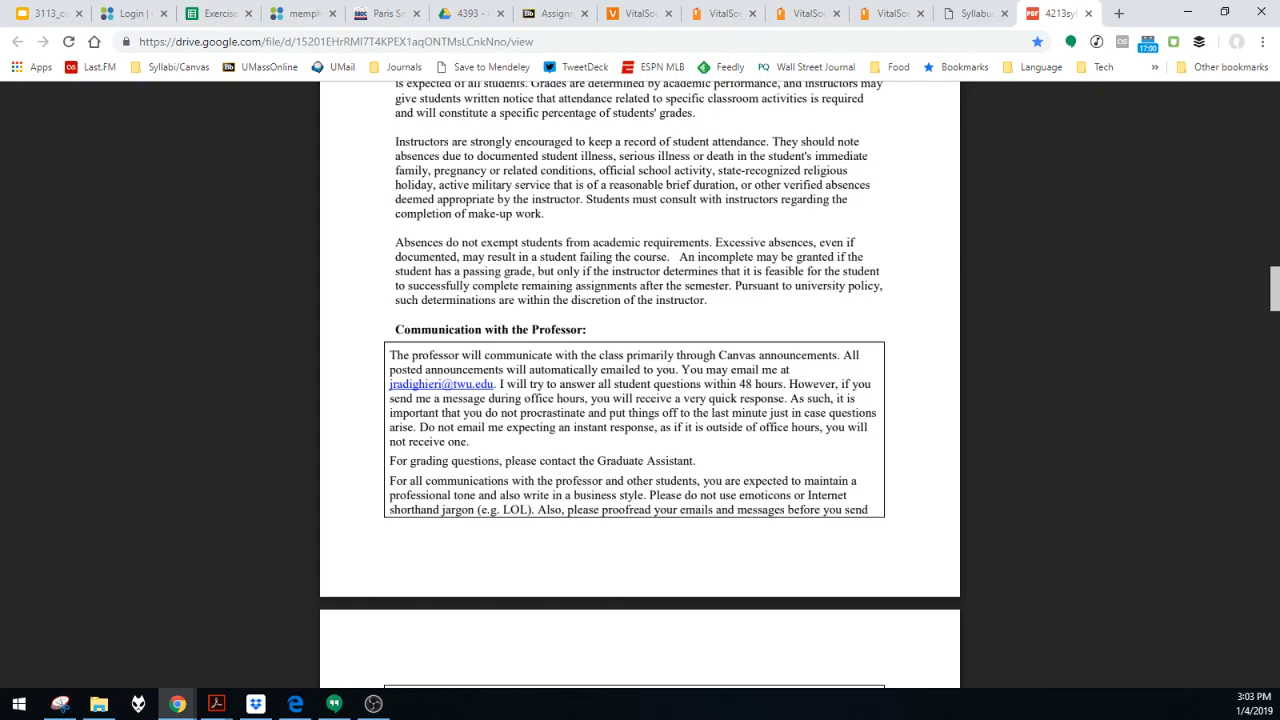 3113_co
Login |
Exercise
memph
Paris Se
4393 -
Assignn
VitalSo
VitalSo
VitalSo
Syllabus
4213syl
https://drive.google.com/file/d/15201EHrRMI7T4KPEX1aqONTMsLCnkNno/view
17:00
Apps
Last.FM
Syllabi/Canvas
UMassOnline
UMail
Journals
Save to Mendeley
TweetDeck
ESPN MLB
Feedly
Wall Street Journal
Food
Bookmarks
Language
Tech
»
Other bookmarks
is expected of all students. Grades are determined by academic performance, and instructors may
give students written notice that attendance related to specific classroom activities is required
and will constitute a specific percentage of students' grades.
Instructors are strongly encouraged to keep a record of student attendance. They should note
absences due to documented student illness, serious illness or death in the student's immediate
family, pregnancy or related conditions, official school activity, state-recognized religious
holiday, active military service that is of a reasonable brief duration, or other verified absences
deemed appropriate by the instructor. Students must consult with instructors regarding the
completion of make-up work.
Absences do not exempt students from academic requirements. Excessive absences, even if
documented, may result in a student failing the course. An incomplete may be granted if the
student has a passing grade, but only if the instructor determines that it is feasible for the student
to successfully complete remaining assignments after the semester. Pursuant to university policy,
such determinations are within the discretion of the instructor.
Communication with the Professor:
The professor will communicate with the class primarily through Canvas announcements. All
posted announcements will automatically emailed to you. You may email me at
jradighieri@twu.edu. I will try to answer all student questions within 48 hours. However, if you
send me a message during office hours, you will receive a very quick response. As such, it is
important that you do not procrastinate and put things off to the last minute just in case questions
arise. Do not email me expecting an instant response, as if it is outside of office hours, you will
not receive one.
For grading questions, please contact the Graduate Assistant.
For all communications with the professor and other students, you are expected to maintain a
professional tone and also write in a business style. Please do not use emoticons or Internet
shorthand jargon (e.g. LOL). Also, please proofread your emails and messages before you send
3:03 PM
1/4/2019